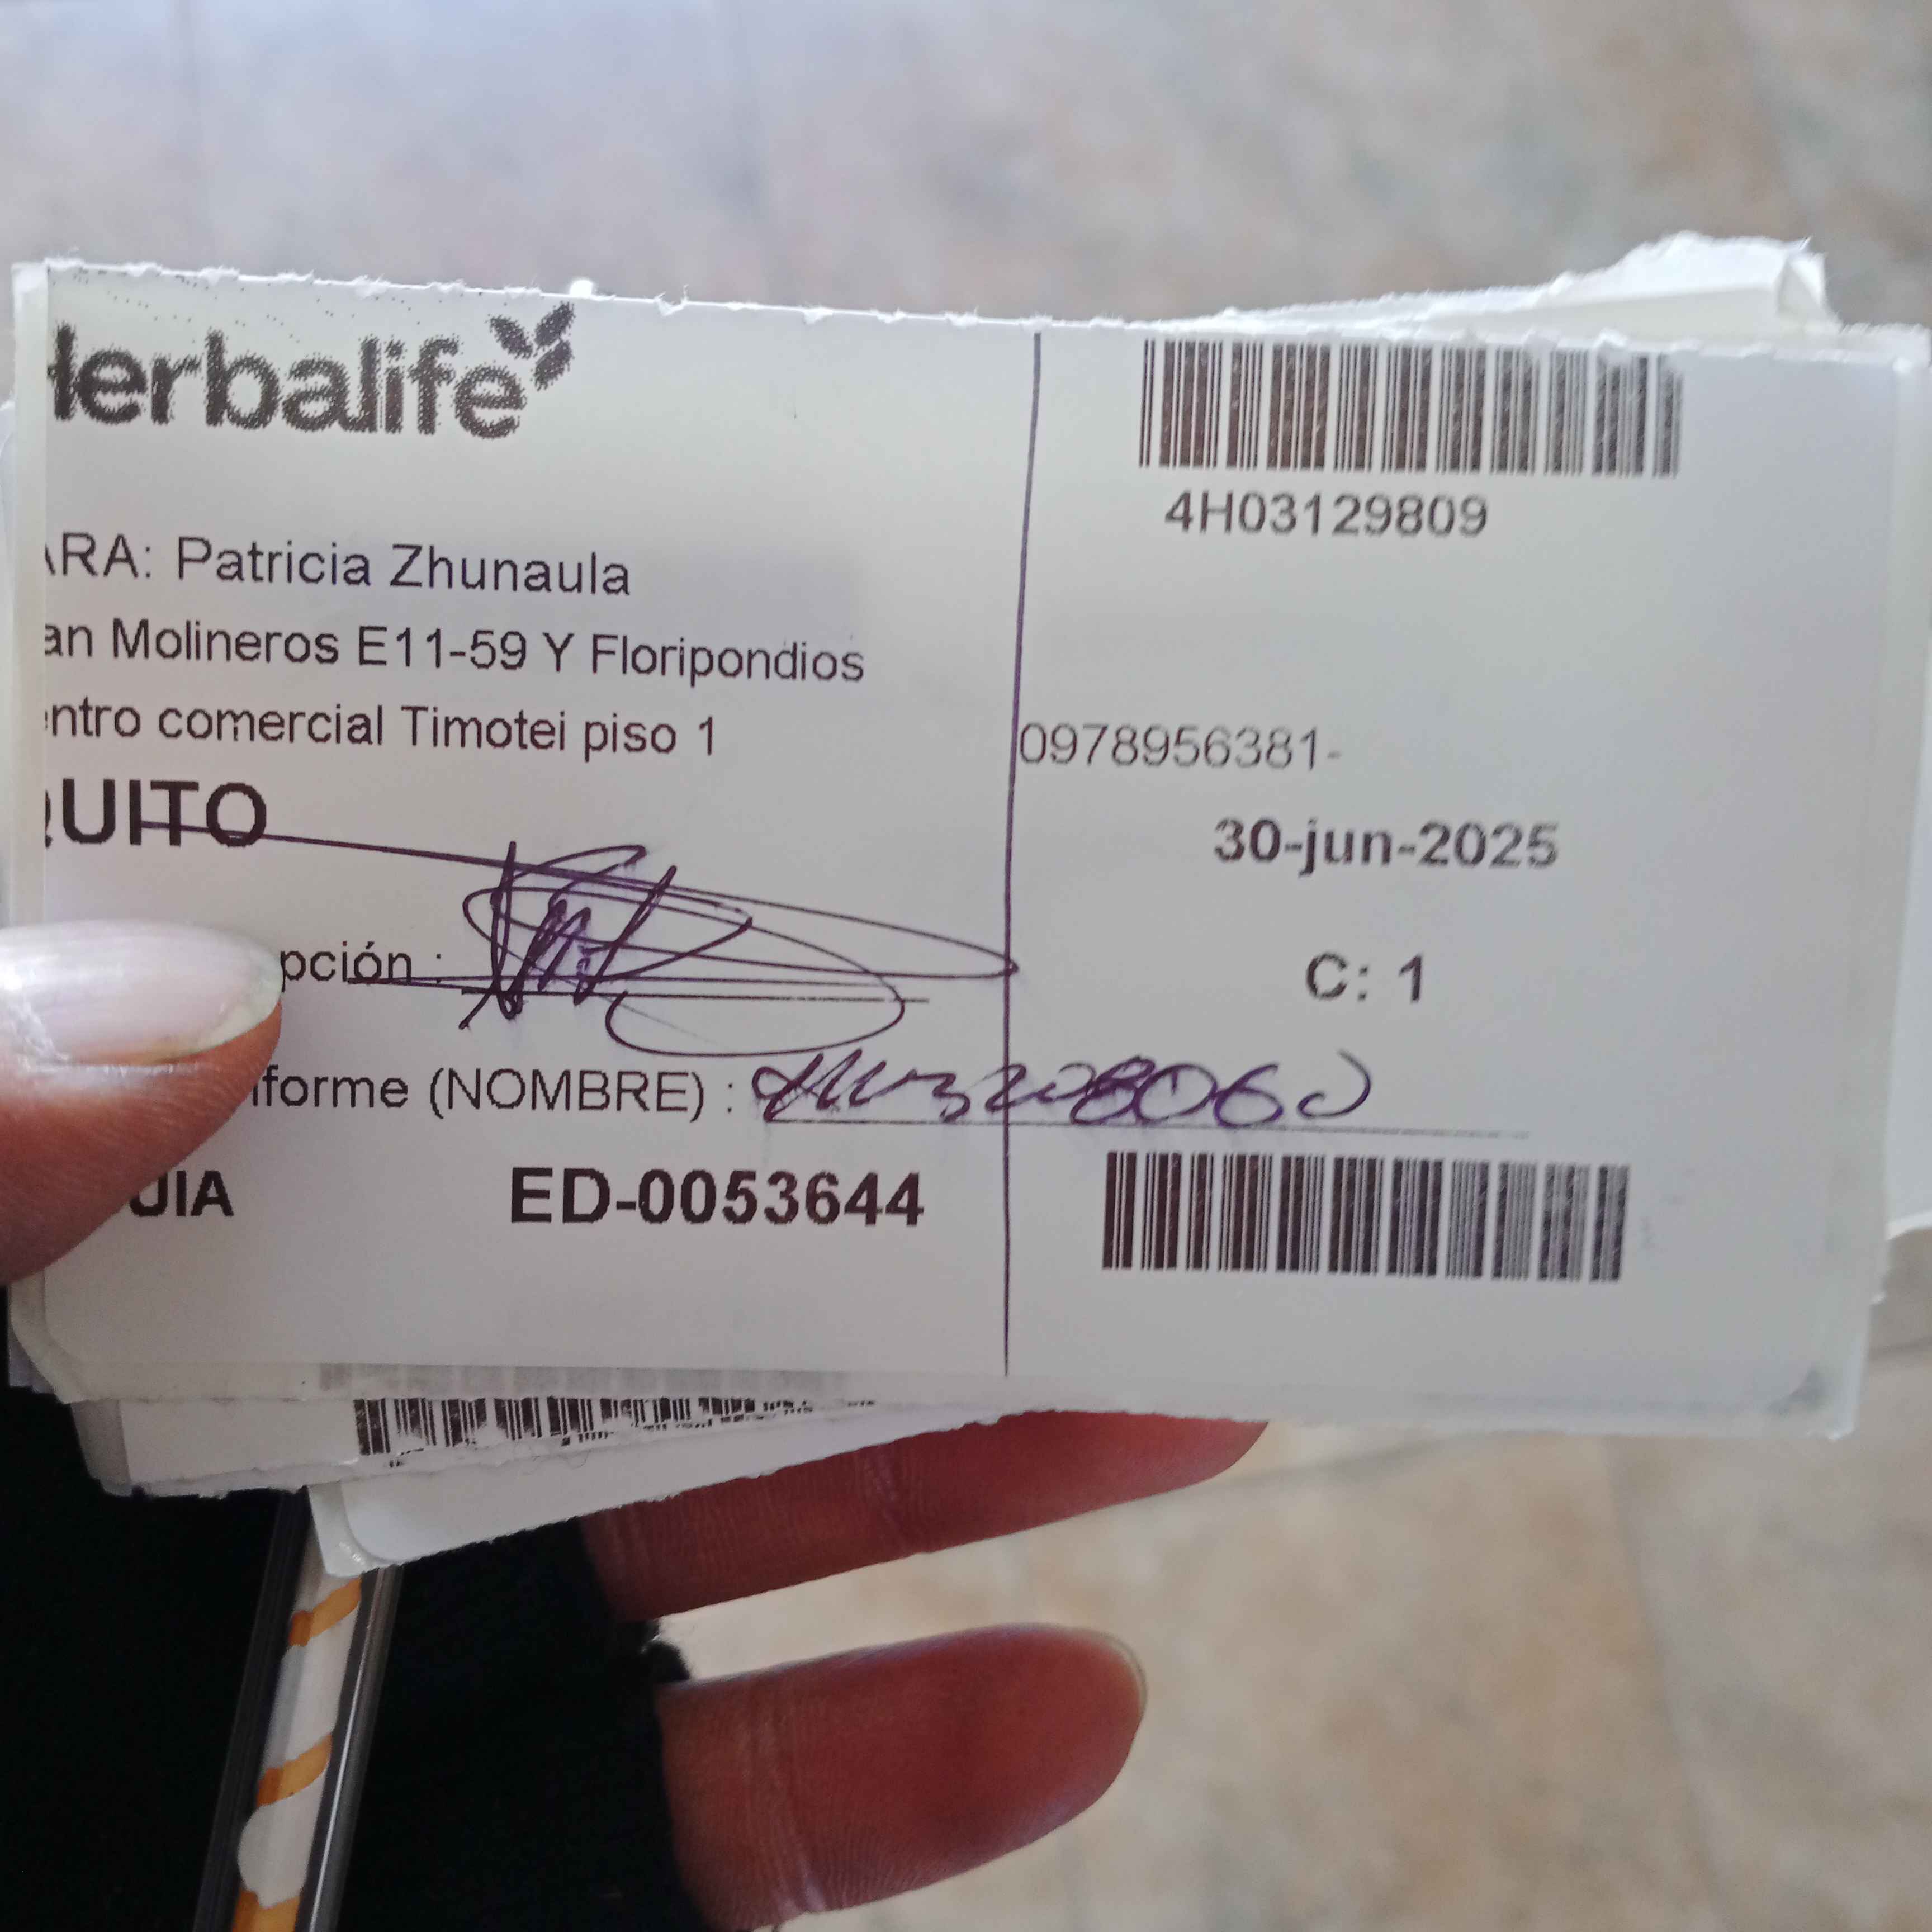 Herbalife
4H03129809
ARA: Patricia Zhunaula
an Molineros E11-59 Y Floripondios
entro comercial Timotei piso 1
0978956381-
QUITO
30-jun-2025
pción :
C: 1
nforme (NOMBRE) :
UIA ED-0053644